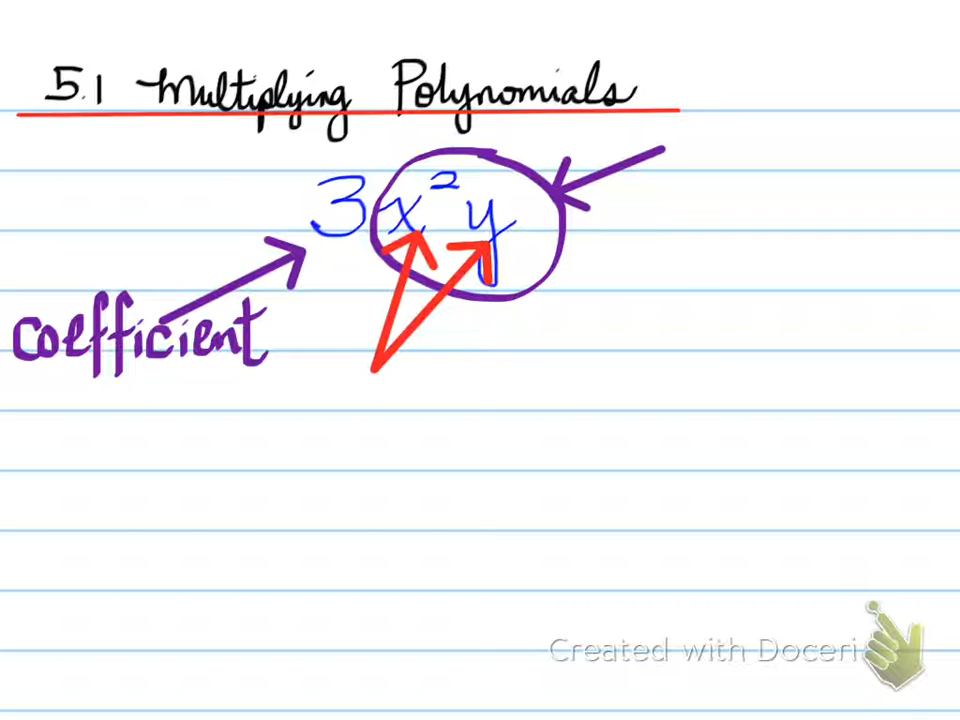 5.1 Multiplying Polynomials
3x²y
coefficient
Created with Doceri